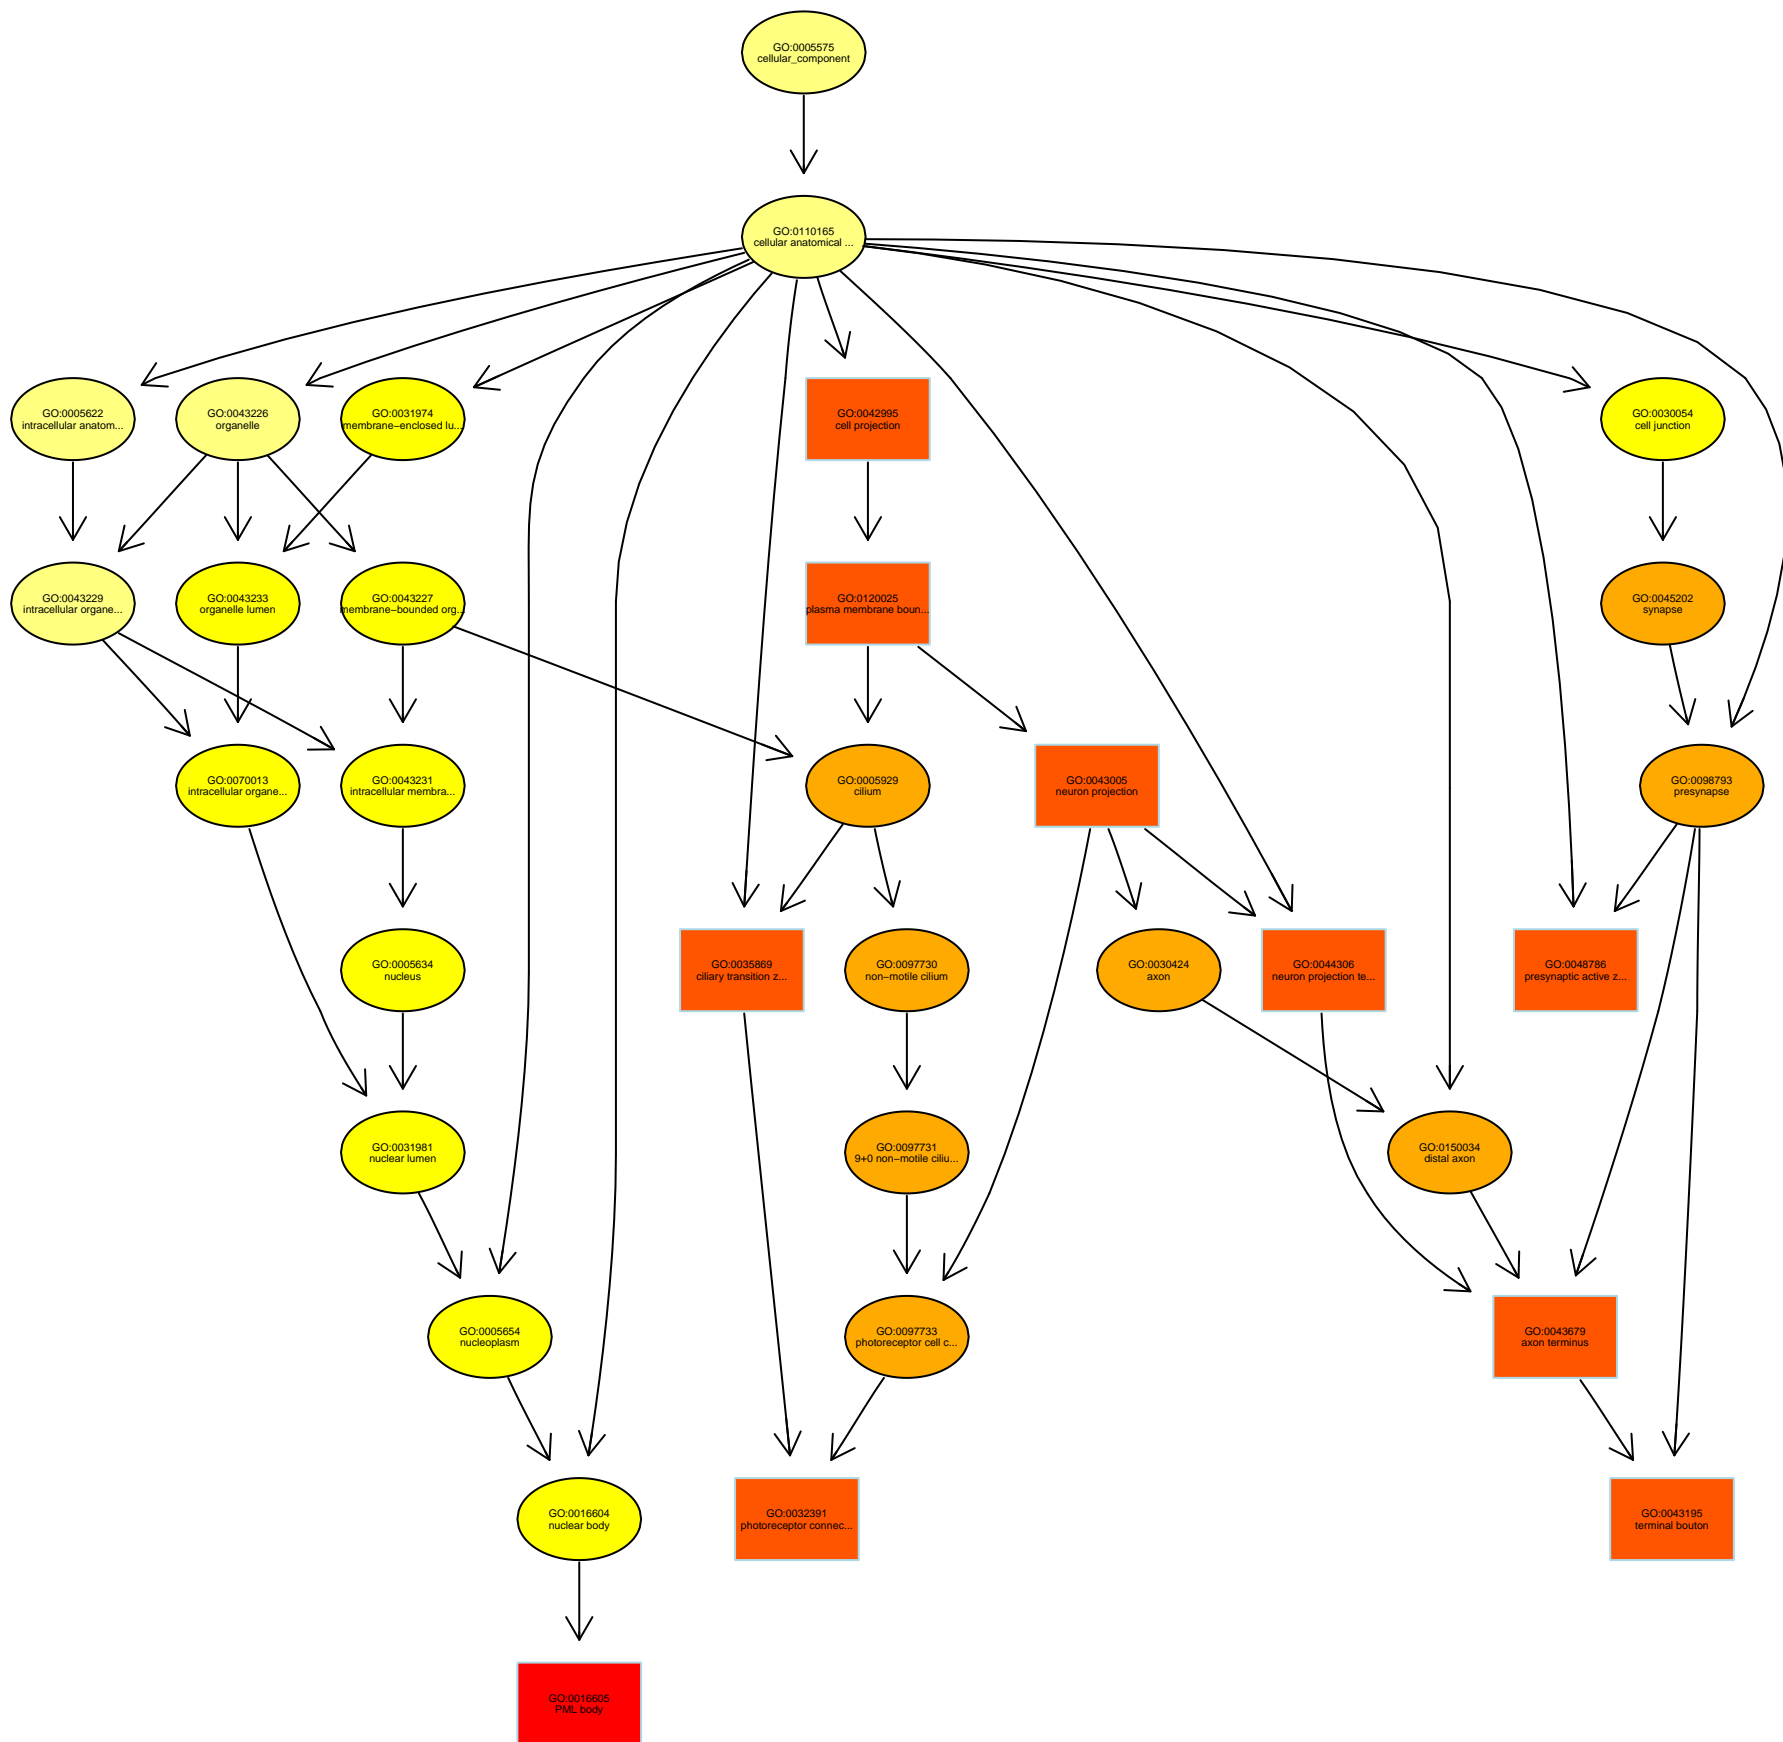 GO:0005575
cellular_component
GO:0110165
cellular anatomical ...
GO:0005622
intracellular anatom...
GO:0043226
organelle
GO:0031974
membrane−enclosed lu...
GO:0042995
cell projection
GO:0030054
cell junction
GO:0043229
intracellular organe...
GO:0043233
organelle lumen
GO:0043227
membrane−bounded org...
GO:0120025
plasma membrane boun...
GO:0045202
synapse
GO:0070013
intracellular organe...
GO:0043231
intracellular membra...
GO:0005929
cilium
GO:0043005
neuron projection
GO:0098793
presynapse
GO:0005634
nucleus
GO:0035869
ciliary transition z...
GO:0097730
non−motile cilium
GO:0030424
axon
GO:0044306
neuron projection te...
GO:0048786
presynaptic active z...
GO:0031981
nuclear lumen
GO:0097731
9+0 non−motile ciliu...
GO:0150034
distal axon
GO:0005654
nucleoplasm
GO:0097733
photoreceptor cell c...
GO:0043679
axon terminus
GO:0016604
nuclear body
GO:0032391
photoreceptor connec...
GO:0043195
terminal bouton
GO:0016605
PML body